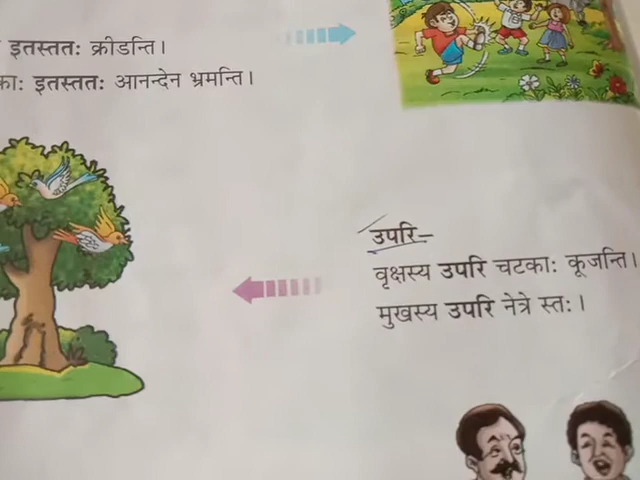 इतस्ततः क्रीडन्ति।
इतस्ततः आनन्देन भ्रमन्ति।
उपरि–
वृक्षस्य उपरि चटकाः कूजन्ति।
मुखस्य उपरि नेत्रे स्तः।